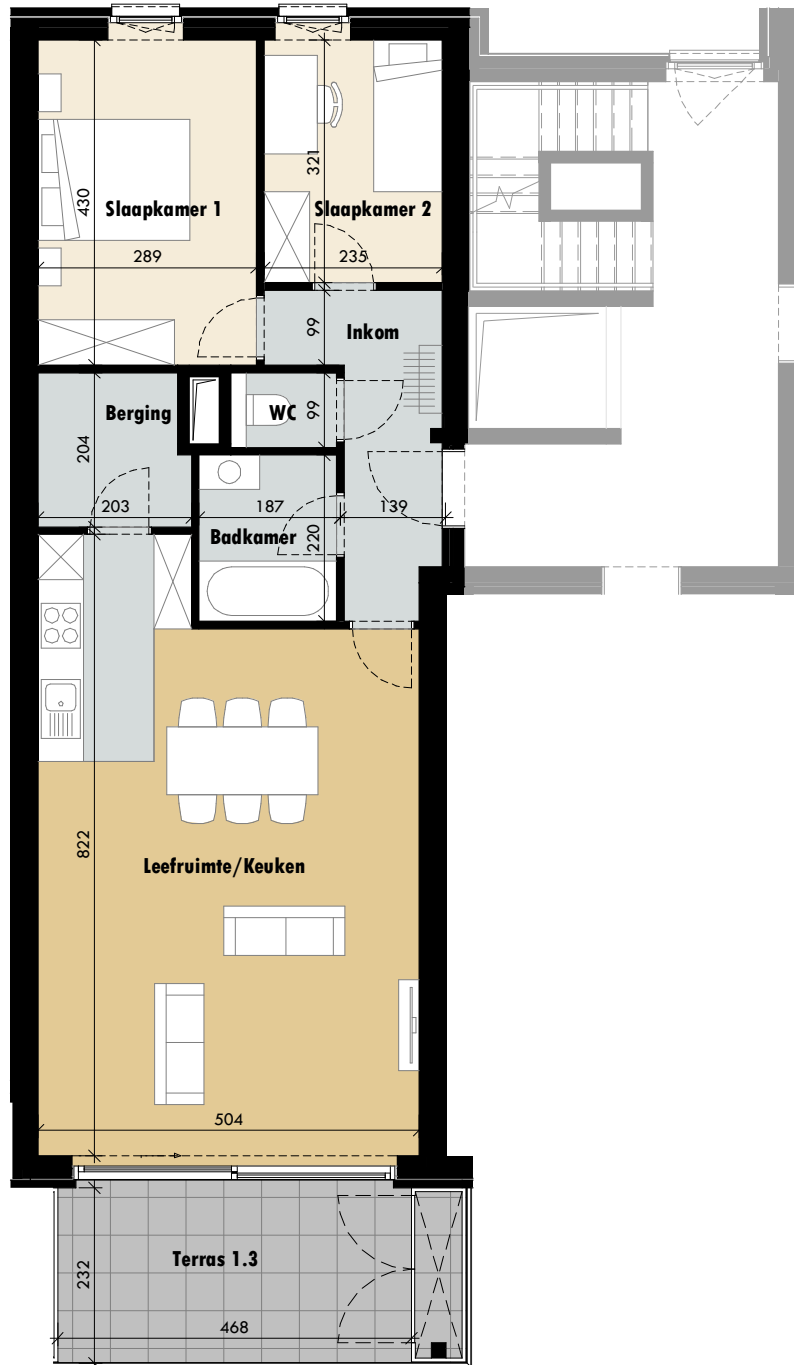 321
430
Slaapkamer 1
Slaapkamer 2
289
235
99
Inkom
Berging
WC
99
204
203
187
139
Badkamer
220
822
Leefruimte/Keuken
504
Terras 1.3
232
468